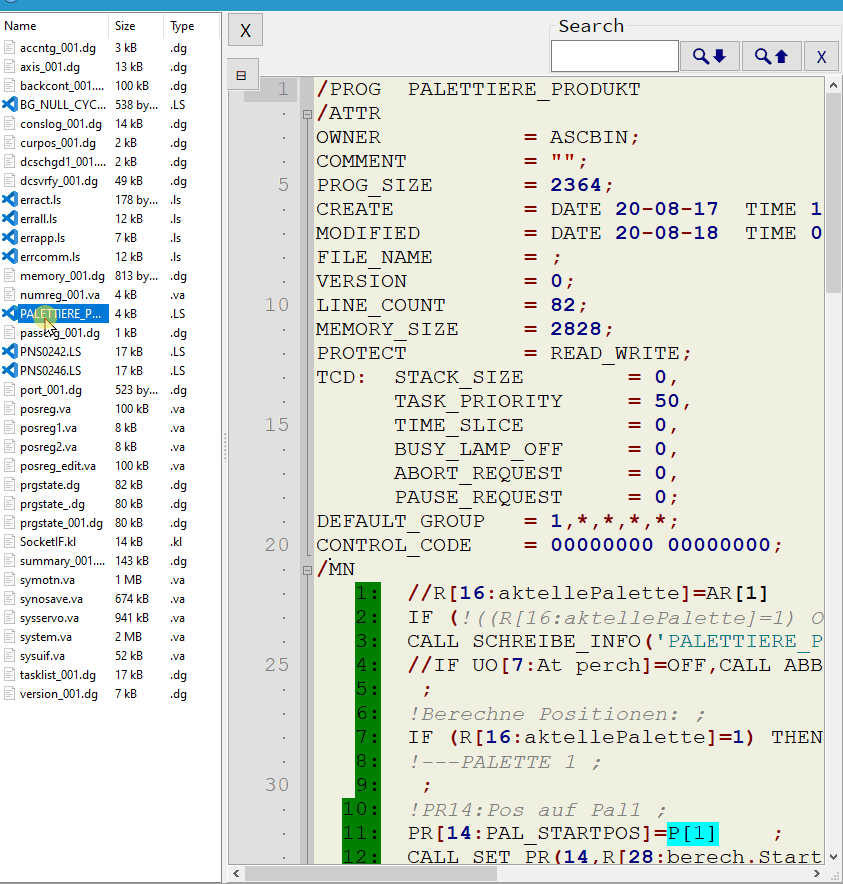 Name Size Type
accntg_001.dg 3 kB .dg
axis_001.dg 13 kB .dg
backcont_001.... 100 kB .dg
BG_NULL_CYC... 538 by... .LS
conslog_001.dg 14 kB .dg
curpos_001.dg 2 kB .dg
dcschgd1_001.... 2 kB .dg
dcsvrfy_001.dg 49 kB .dg
erract.ls 178 by... .ls
errall.ls 12 kB .ls
errapp.ls 7 kB .ls
errcomm.ls 12 kB .ls
memory_001.dg 813 by... .dg
numreg_001.va 4 kB .va
PALETTIERE_P... 4 kB .LS
passlog_001.dg 1 kB .dg
PNS0242.LS 17 kB .LS
PNS0246.LS 17 kB .LS
port_001.dg 523 by... .dg
posreg.va 100 kB .va
posreg1.va 8 kB .va
posreg2.va 8 kB .va
posreg_edit.va 100 kB .va
prgstate.dg 82 kB .dg
prgstate_.dg 80 kB .dg
prgstate_001.dg 80 kB .dg
SocketIF.kl 14 kB .kl
summary_001.... 143 kB .dg
symotn.va 1 MB .va
synosave.va 674 kB .va
sysservo.va 941 kB .va
system.va 2 MB .va
sysuif.va 52 kB .va
tasklist_001.dg 17 kB .dg
version_001.dg 7 kB .dg
X
Search
X
1 /PROG PALETTIERE_PRODUKT
/ATTR
OWNER = ASCBIN;
COMMENT = "";
5 PROG_SIZE = 2364;
CREATE = DATE 20-08-17 TIME 1
MODIFIED = DATE 20-08-18 TIME 0
FILE_NAME = ;
VERSION = 0;
10 LINE_COUNT = 82;
MEMORY_SIZE = 2828;
PROTECT = READ_WRITE;
TCD: STACK_SIZE = 0,
TASK_PRIORITY = 50,
15 TIME_SLICE = 0,
BUSY_LAMP_OFF = 0,
ABORT_REQUEST = 0,
PAUSE_REQUEST = 0;
DEFAULT_GROUP = 1,*,*,*,*;
20 CONTROL_CODE = 00000000 00000000;
/MN
1: //R[16:aktellePalette]=AR[1]
2: IF (!((R[16:aktellePalette]=1) O
3: CALL SCHREIBE_INFO('PALETTIERE_P
25 4: //IF UO[7:At perch]=OFF,CALL ABB
5: ;
6: !Berechne Positionen: ;
7: IF (R[16:aktellePalette]=1) THEN
8: !---PALETTE 1 ;
30 9: ;
10: !PR14:Pos auf Pal1 ;
11: PR[14:PAL_STARTPOS]=P[1] ;
12: CALL SET_PR(14,R[28:berech.Start